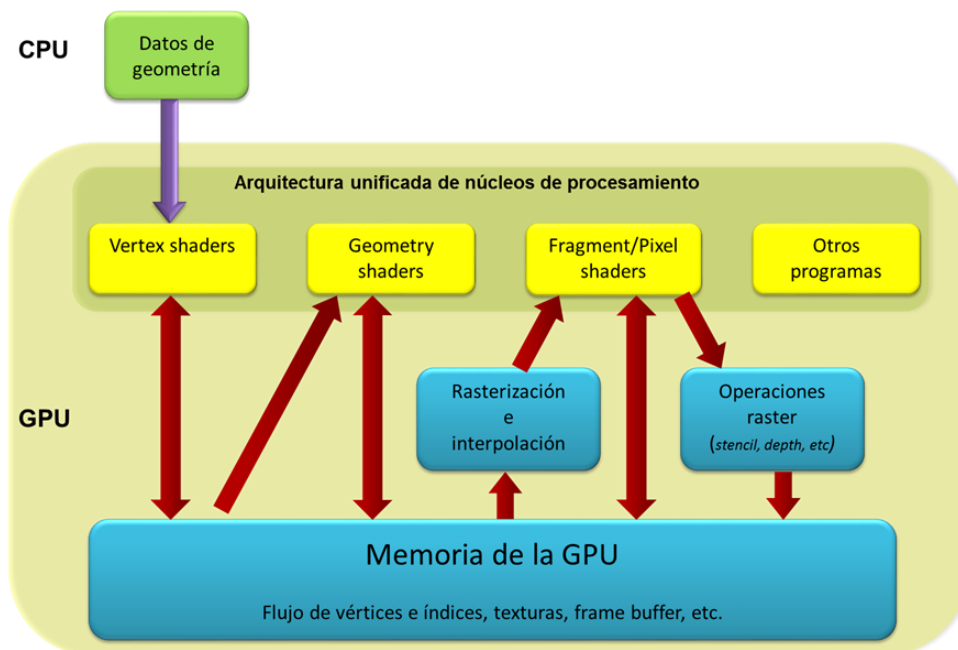 CPU
Datos de
geometría
Arquitectura unificada de núcleos de procesamiento
Vertex shaders
Geometry
shaders
Fragment/Pixel
shaders
Otros
programas
GPU
Rasterización
e
interpolación
Operaciones
raster
(stencil, depth, etc)
Memoria de la GPU
Flujo de vértices e índices, texturas, frame buffer, etc.